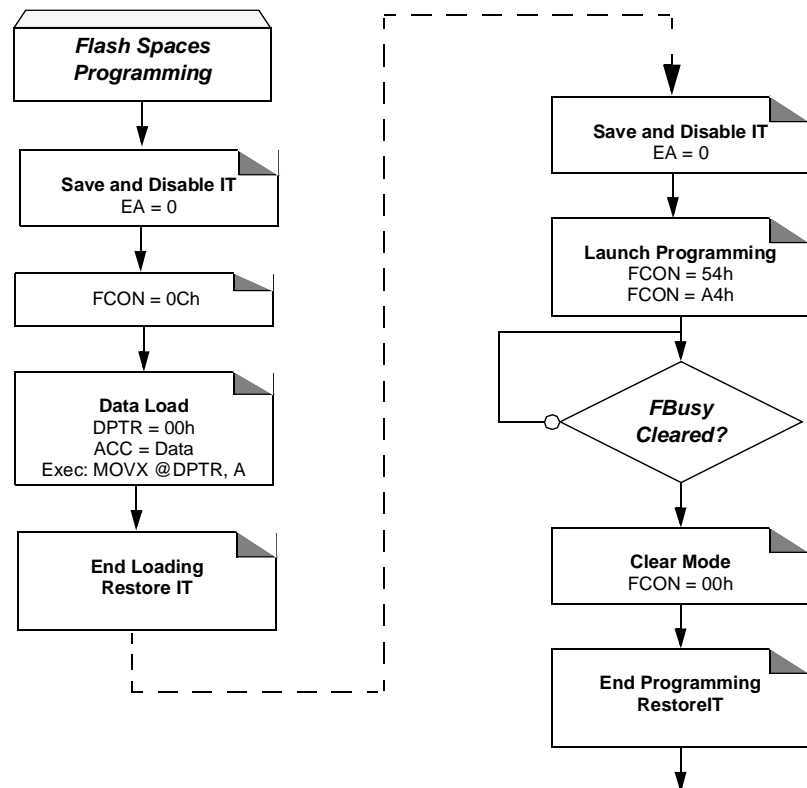 Flash Spaces
Programming
Save and Disable IT
EA = 0
FCON = 0Ch
Data Load
DPTR = 00h
ACC = Data
Exec: MOVX @DPTR, A
End Loading
Restore IT
Save and Disable IT
EA = 0
Launch Programming
FCON = 54h
FCON = A4h
FBusy
Cleared?
Clear Mode
FCON = 00h
End Programming
RestoreIT